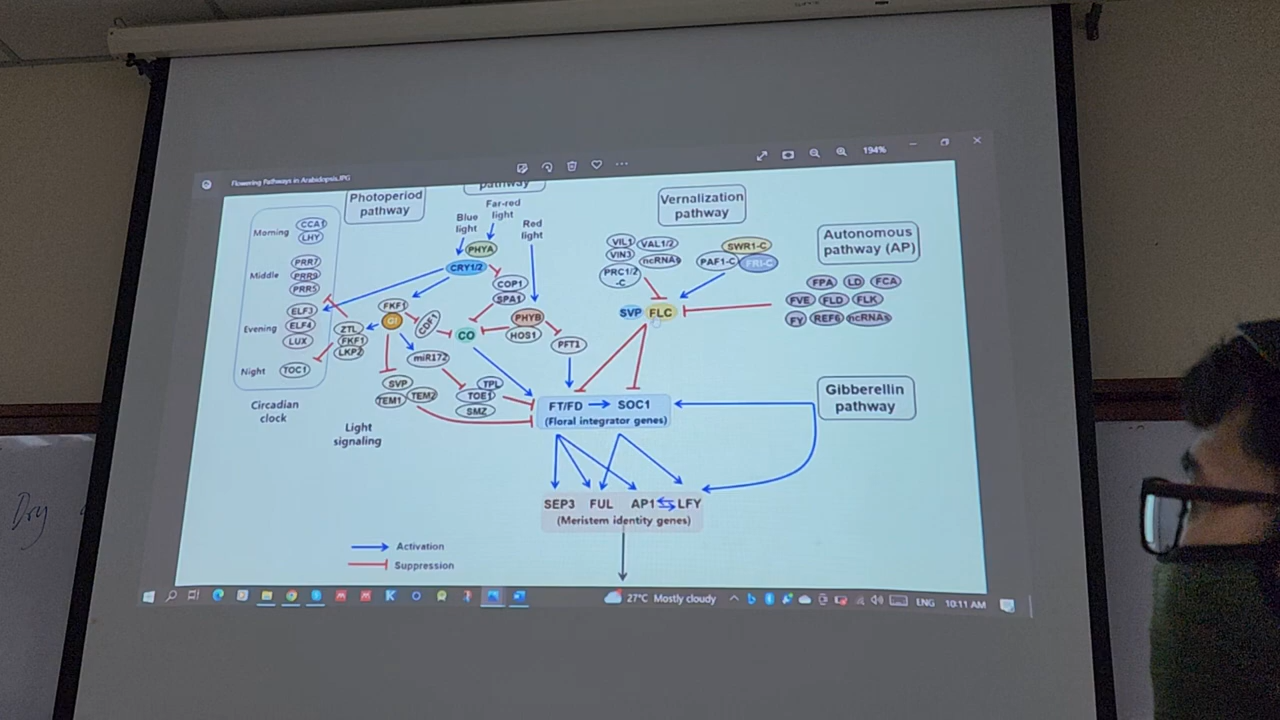 Flowering Pathways in Arabidopsis.JPG
194%
Photoperiod
pathway
pathway
Vernalization
pathway
Autonomous
pathway (AP)
Gibberellin
pathway
Blue
light
Far-red
light
Red
light
Morning
CCA1
LHY
Middle
PRR7
PRR9
PRR5
Evening
ELF3
ELF4
LUX
Night
TOC1
Circadian
clock
PHYA
CRY1/2
COP1
SPA1
FKF1
GI
CDF1
CO
PHYB
HOS1
PFT1
ZTL
FKF1
LKP2
miR172
SVP
TEM1
TEM2
TPL
TOE1
SMZ
Light
signaling
VIL1
VIN3
VAL1/2
ncRNAs
PRC1/2
-C
SWR1-C
PAF1-C
FRI-C
SVP
FLC
FPA
LD
FCA
FVE
FLD
FLK
FY
REF6
ncRNAs
FT/FD
SOC1
(Floral integrator genes)
SEP3
FUL
AP1
LFY
(Meristem identity genes)
Activation
Suppression
27°C Mostly cloudy
ENG
10:11 AM
Dry